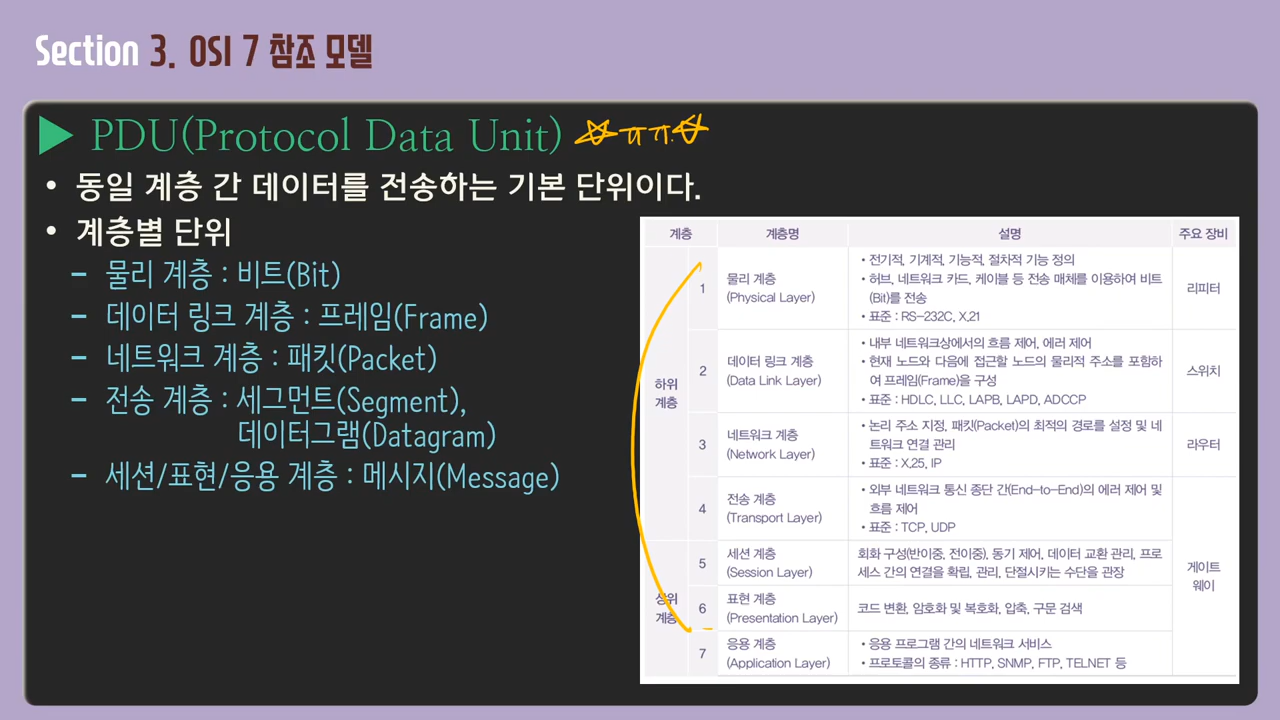 Section 3. OSI 7 참조 모델
PDU(Protocol Data Unit)
• 동일 계층 간 데이터를 전송하는 기본 단위이다.
• 계층별 단위
– 물리 계층 : 비트(Bit)
– 데이터 링크 계층 : 프레임(Frame)
– 네트워크 계층 : 패킷(Packet)
– 전송 계층 : 세그먼트(Segment),
데이터그램(Datagram)
– 세션/표현/응용 계층 : 메시지(Message)
계층 계층명 설명 주요 장비
하위
계층
1
물리 계층
(Physical Layer)
• 전기적, 기계적, 기능적, 절차적 기능 정의
• 허브, 네트워크 카드, 케이블 등 전송 매체를 이용하여 비트
(Bit)를 전송
• 표준 : RS-232C, X.21
리피터
2
데이터 링크 계층
(Data Link Layer)
• 내부 네트워크상에서의 흐름 제어, 에러 제어
• 현재 노드와 다음에 접근할 노드의 물리적 주소를 포함하
여 프레임(Frame)을 구성
• 표준 : HDLC, LLC, LAPB, LAPD, ADCCP
스위치
3
네트워크 계층
(Network Layer)
• 논리 주소 지정, 패킷(Packet)의 최적의 경로를 설정 및 네
트워크 연결 관리
• 표준 : X.25, IP
라우터
4
전송 계층
(Transport Layer)
• 외부 네트워크 통신 종단 간(End-to-End)의 에러 제어 및
흐름 제어
• 표준 : TCP, UDP
게이트
웨이
상위
계층
5
세션 계층
(Session Layer)
회화 구성(반이중, 전이중), 동기 제어, 데이터 교환 관리, 프로
세스 간의 연결을 확립, 관리, 단절시키는 수단을 관장
6
표현 계층
(Presentation Layer)
코드 변환, 암호화 및 복호화, 압축, 구문 검색
7
응용 계층
(Application Layer)
• 응용 프로그램 간의 네트워크 서비스
• 프로토콜의 종류 : HTTP, SNMP, FTP, TELNET 등